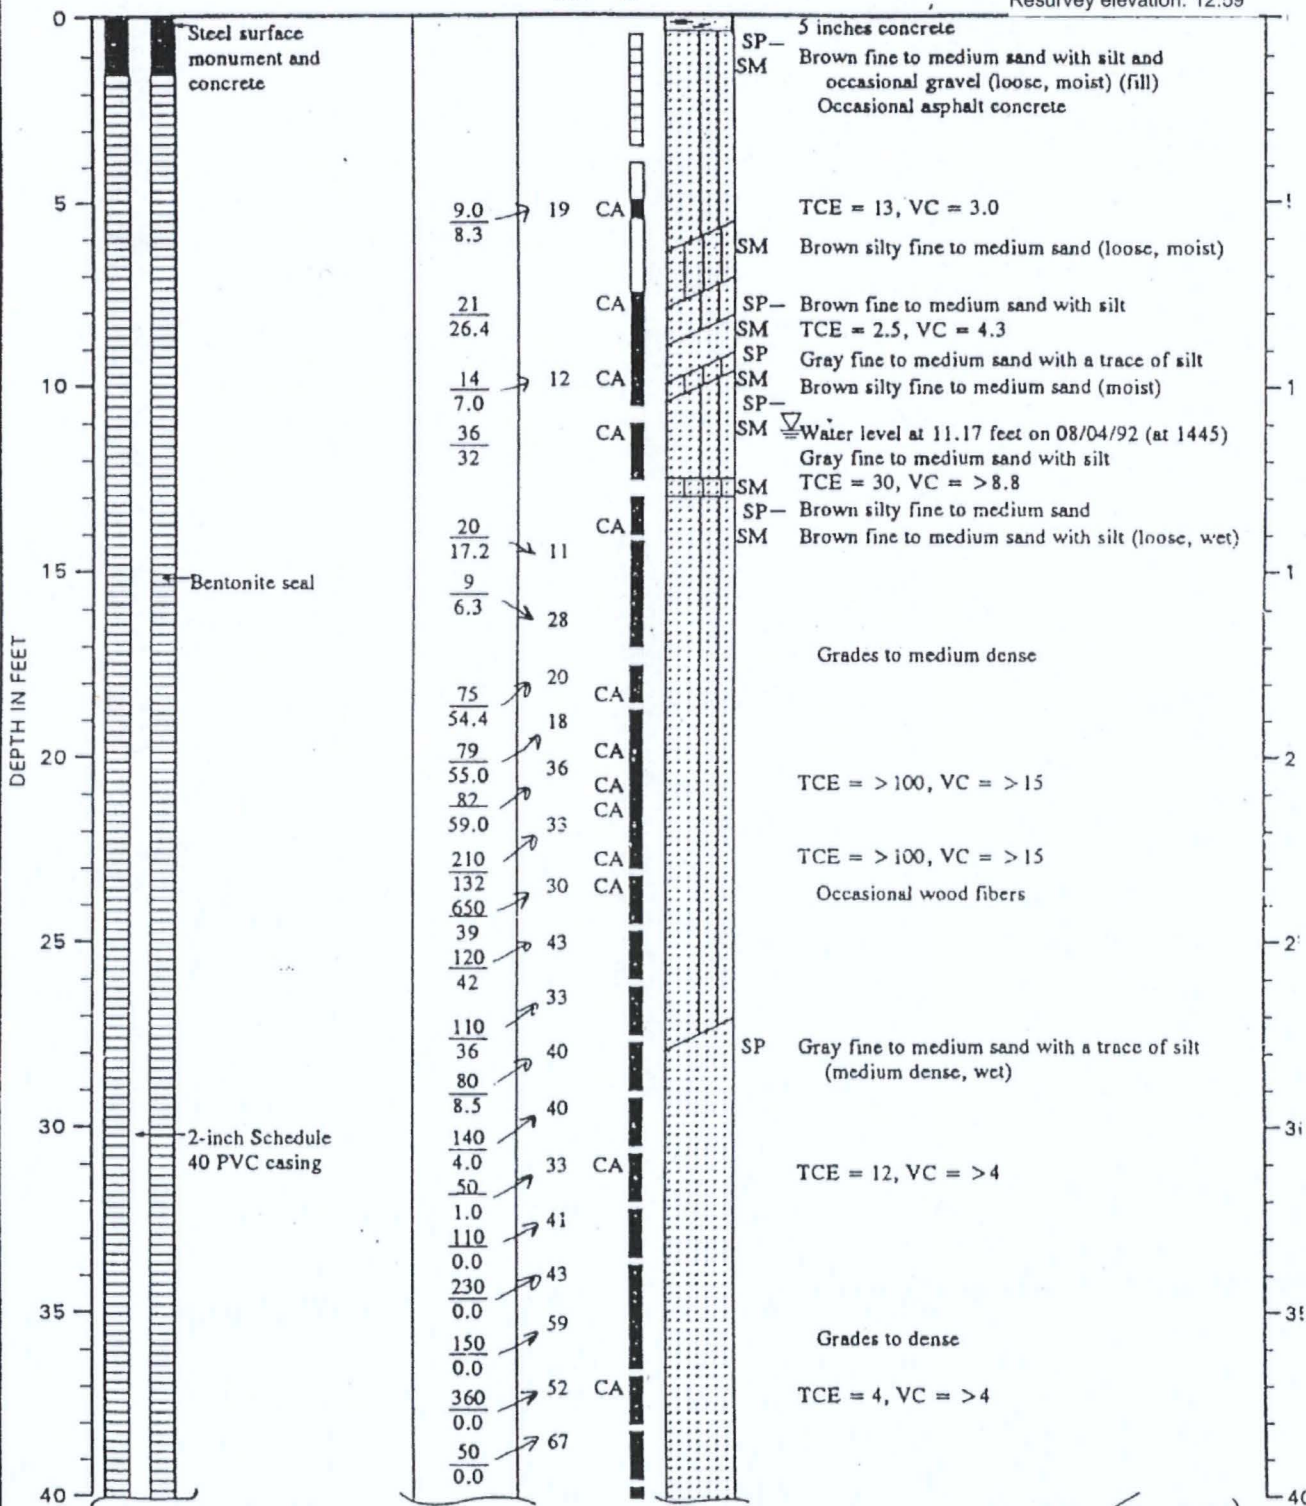 Resurvey elevation: 12.59
0
Steel surface
monument and
concrete
5 inches concrete
SP–
SM
Brown fine to medium sand with silt and
occasional gravel (loose, moist) (fill)
Occasional asphalt concrete
5
9.0
8.3
19 CA
TCE = 13, VC = 3.0
SM Brown silty fine to medium sand (loose, moist)
21
26.4
CA
SP– Brown fine to medium sand with silt
SM TCE = 2.5, VC = 4.3
SP Gray fine to medium sand with a trace of silt
10
14
7.0
12 CA
SM Brown silty fine to medium sand (moist)
1
SP–
SM Water level at 11.17 feet on 08/04/92 (at 1445)
36
32
CA
Gray fine to medium sand with silt
TCE = 30, VC = >8.8
SM
SP– Brown silty fine to medium sand
20
17.2
CA
SM Brown fine to medium sand with silt (loose, wet)
11
15
Bentonite seal
1
9
6.3
28
DEPTH IN FEET
Grades to medium dense
20
75
54.4
CA
18
20
79
55.0
CA
2
36
82
59.0
CA
CA
TCE = >100, VC = >15
33
210
132
CA
TCE = >100, VC = >15
30 CA
650
39
Occasional wood fibers
25
43
120
42
2
33
110
36
SP Gray fine to medium sand with a trace of silt
(medium dense, wet)
40
80
8.5
40
30
140
4.0
2-inch Schedule
40 PVC casing
3
33 CA
50
1.0
TCE = 12, VC = >4
41
110
0.0
43
230
0.0
35
59
150
0.0
Grades to dense
3
52 CA
360
0.0
TCE = 4, VC = >4
67
50
0.0
40
40